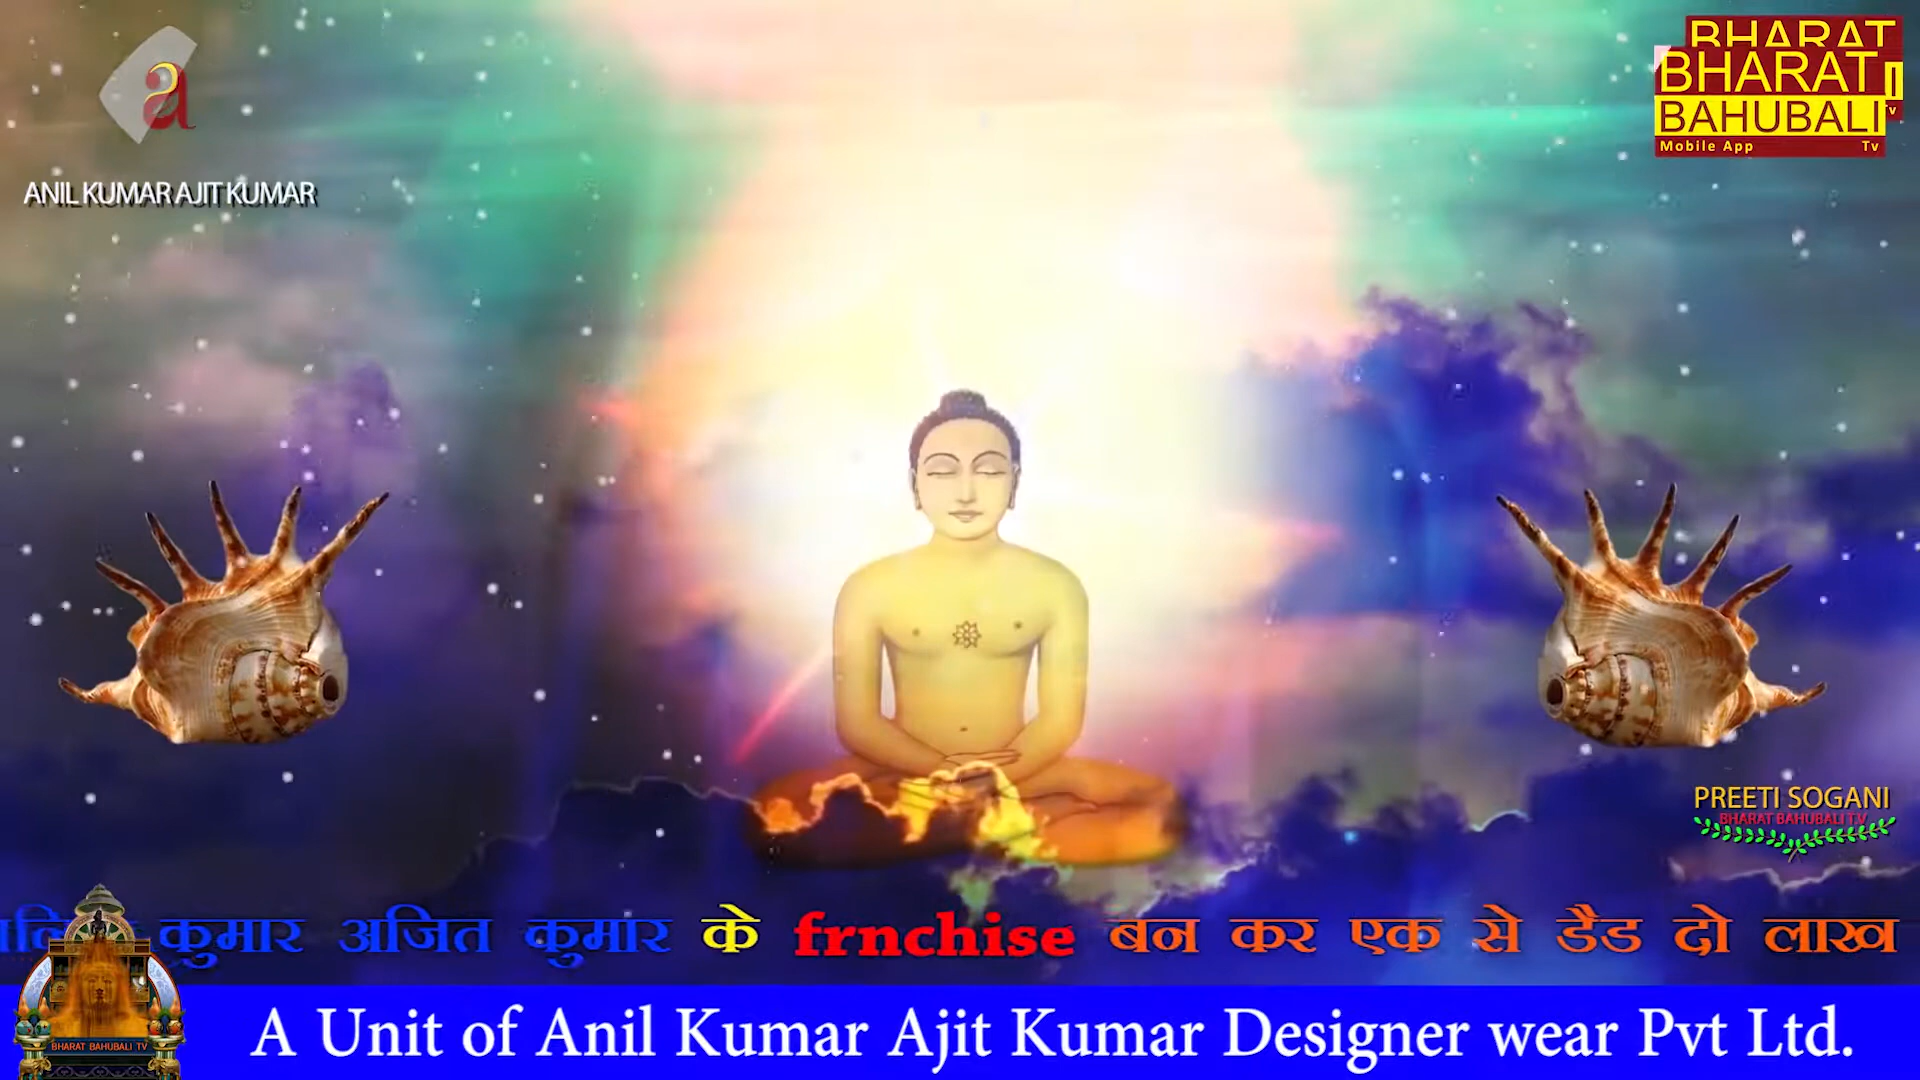 a
ANIL KUMAR AJIT KUMAR
BHARAT
BHARAT
BAHUBALI
Mobile App Tv
PREETI SOGANI
BHARAT BAHUBALI T.V
कुमार अजित कुमार के frnchise बन कर एक से डैड दो लाख
BHARAT BAHUBALI TV
A Unit of Anil Kumar Ajit Kumar Designer wear Pvt Ltd.